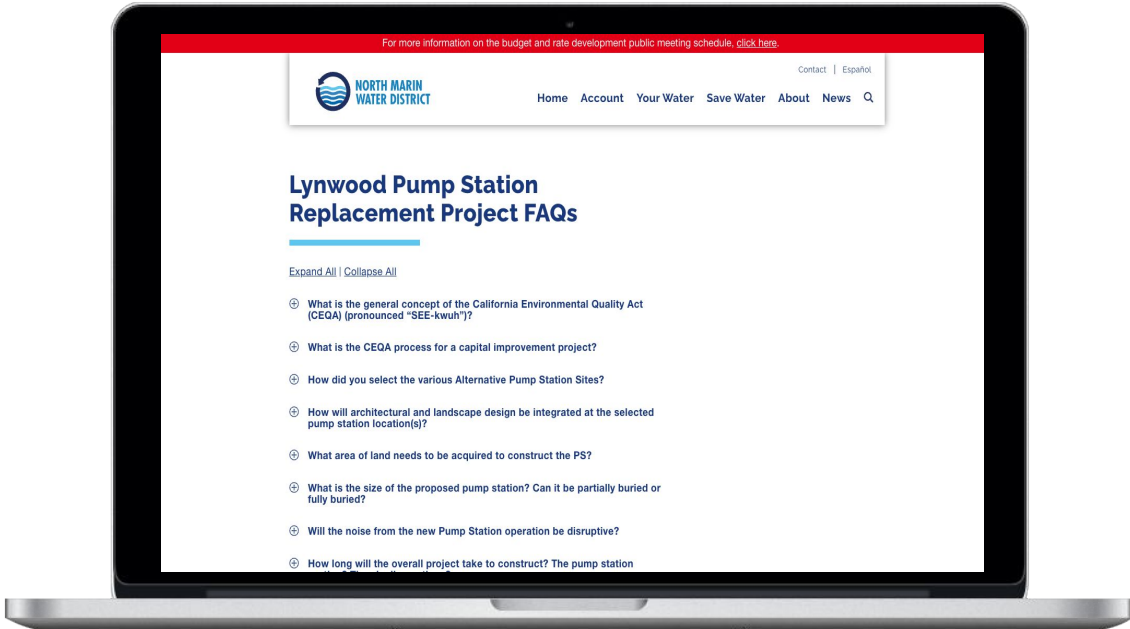 For more information on the budget and rate development public meeting schedule, click here.
Contact | Español
NORTH MARIN
WATER DISTRICT
Home Account Your Water Save Water About News
Lynwood Pump Station
Replacement Project FAQs
Expand All | Collapse All
What is the general concept of the California Environmental Quality Act
(CEQA) (pronounced “SEE-kwuh”)?
What is the CEQA process for a capital improvement project?
How did you select the various Alternative Pump Station Sites?
How will architectural and landscape design be integrated at the selected
pump station location(s)?
What area of land needs to be acquired to construct the PS?
What is the size of the proposed pump station? Can it be partially buried or
fully buried?
Will the noise from the new Pump Station operation be disruptive?
How long will the overall project take to construct? The pump station